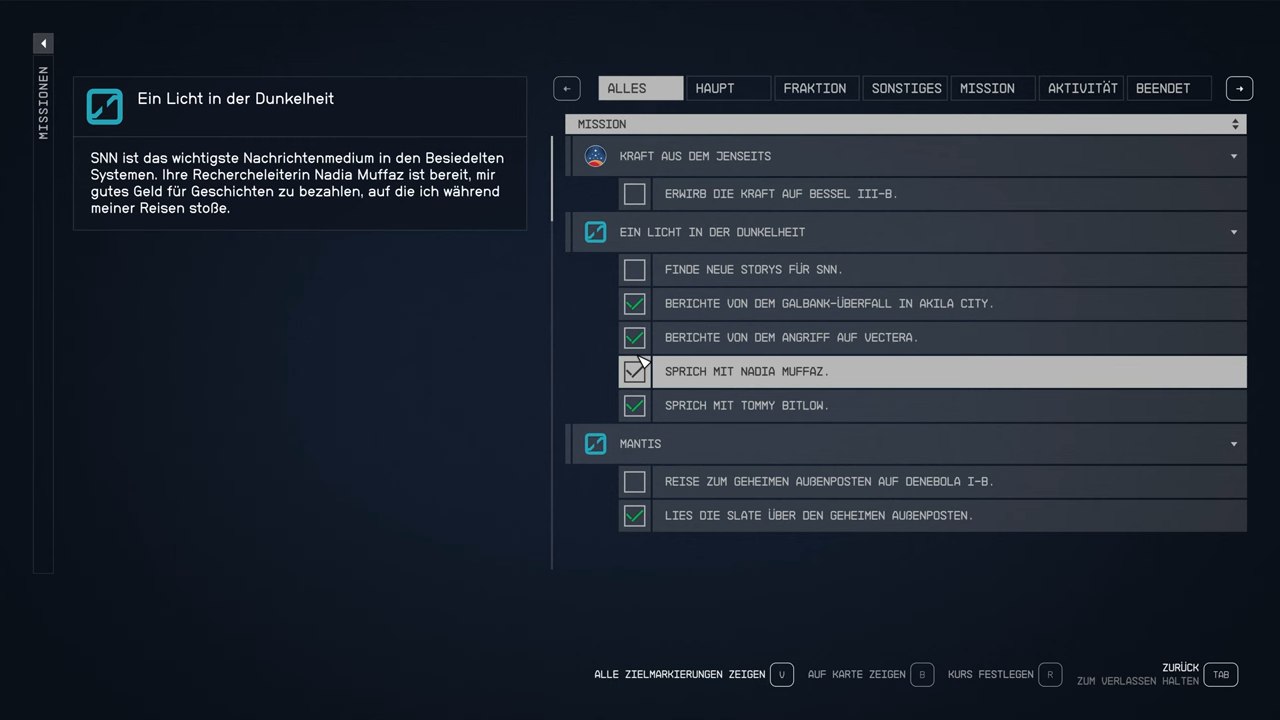 MISSIONEN
Ein Licht in der Dunkelheit
SNN ist das wichtigste Nachrichtenmedium in den Besiedelten
Systemen. Ihre Rechercheleiterin Nadia Muffaz ist bereit, mir
gutes Geld für Geschichten zu bezahlen, auf die ich während
meiner Reisen stoße.
ALLES
HAUPT
FRAKTION
SONSTIGES
MISSION
AKTIVITÄT
BEENDET
MISSION
KRAFT AUS DEM JENSEITS
ERWIRB DIE KRAFT AUF BESSEL III-B.
EIN LICHT IN DER DUNKELHEIT
FINDE NEUE STORYS FÜR SNN.
BERICHTE VON DEM GALBANK-ÜBERFALL IN AKILA CITY.
BERICHTE VON DEM ANGRIFF AUF VECTERA.
SPRICH MIT NADIA MUFFAZ.
SPRICH MIT TOMMY BITLOW.
MANTIS
REISE ZUM GEHEIMEN AUßENPOSTEN AUF DENEBOLA I-B.
LIES DIE SLATE ÜBER DEN GEHEIMEN AUßENPOSTEN.
ALLE ZIELMARKIERUNGEN ZEIGEN V
AUF KARTE ZEIGEN B
KURS FESTLEGEN R
ZURÜCK
ZUM VERLASSEN HALTEN
TAB